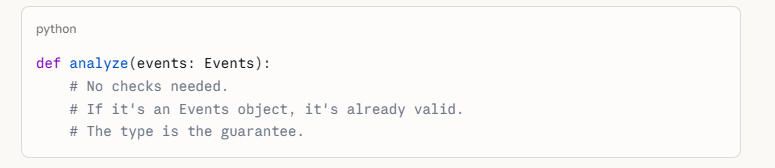 python
def analyze(events: Events):
    # No checks needed.
    # If it's an Events object, it's already valid.
    # The type is the guarantee.